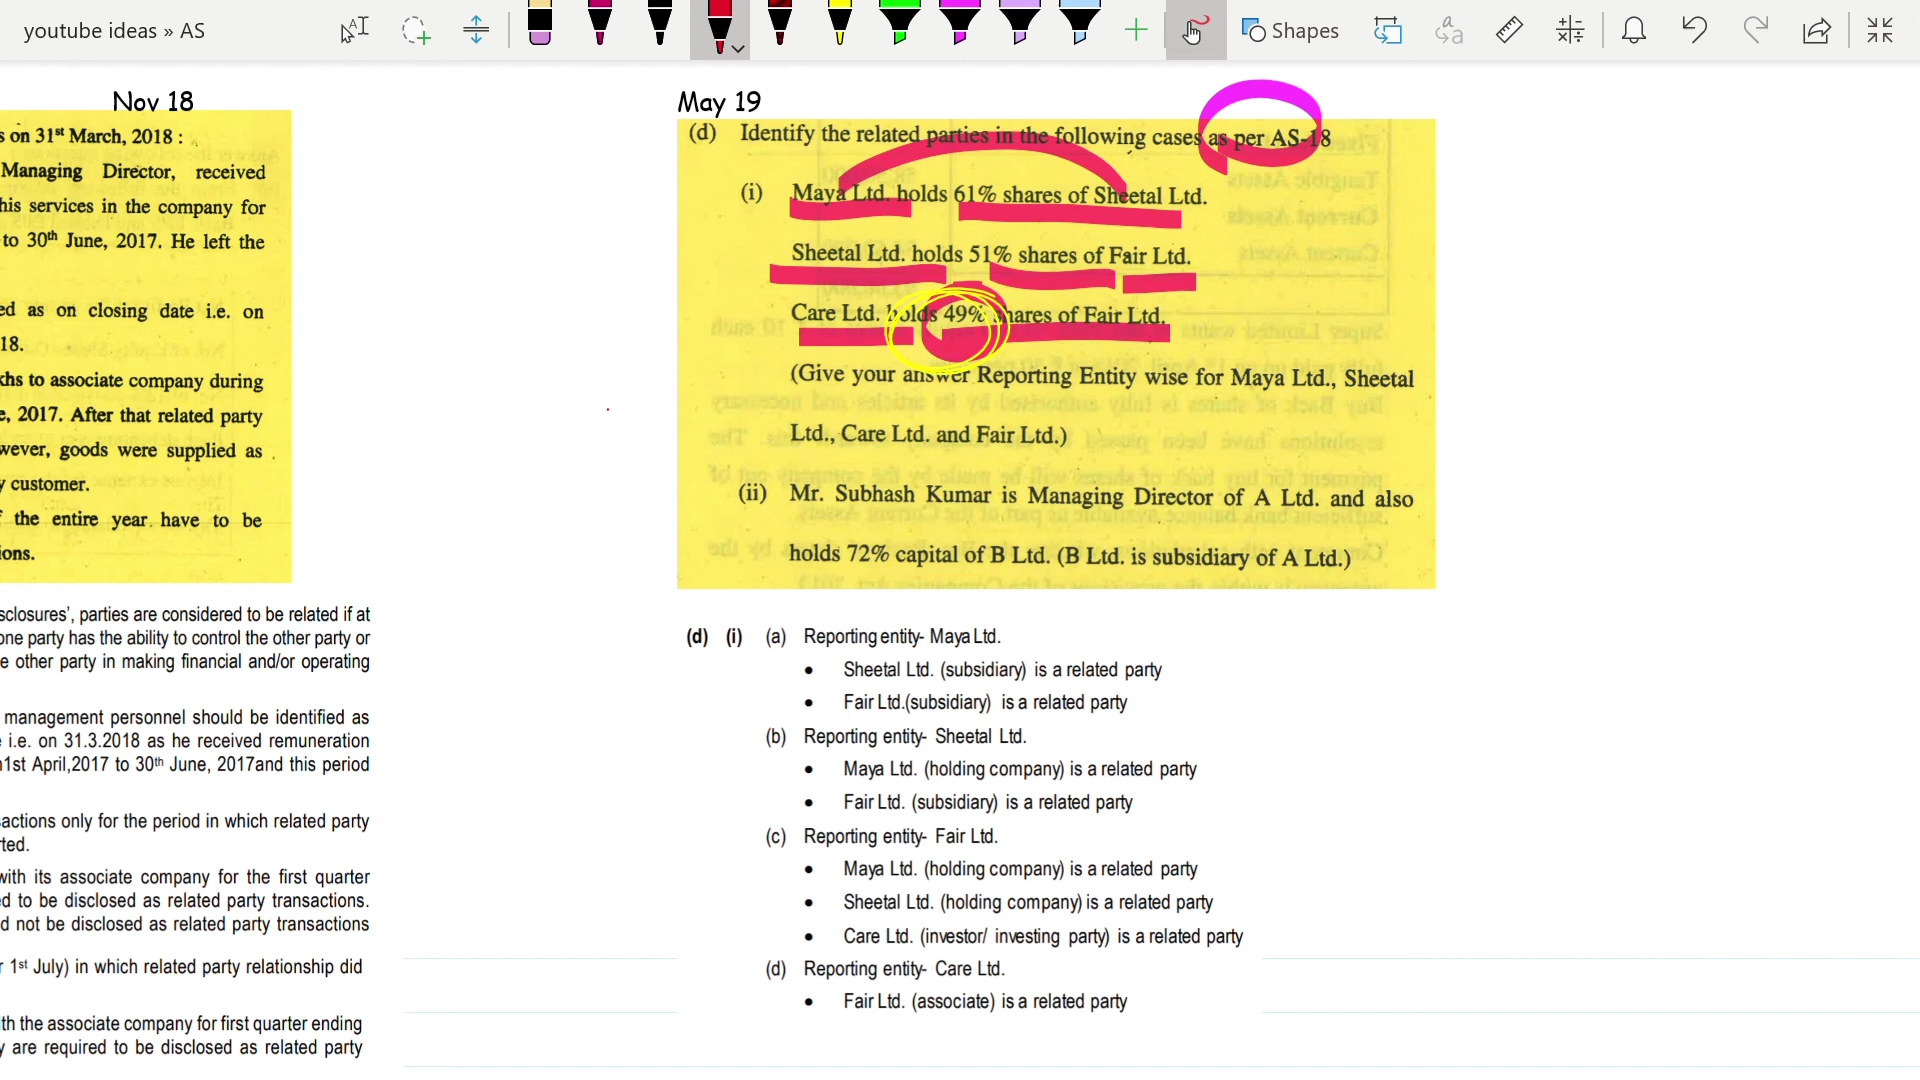 youtube ideas » AS
Shapes
Nov 18
s on 31st March, 2018 :
Managing Director, received
his services in the company for
to 30th June, 2017. He left the
ed as on closing date i.e. on
18.
khs to associate company during
e, 2017. After that related party
wever, goods were supplied as
y customer.
f the entire year have to be
ions.
sclosures’, parties are considered to be related if at
one party has the ability to control the other party or
e other party in making financial and/or operating
management personnel should be identified as
i.e. on 31.3.2018 as he received remuneration
1st April,2017 to 30th June, 2017and this period
actions only for the period in which related party
rted.
with its associate company for the first quarter
ed to be disclosed as related party transactions.
d not be disclosed as related party transactions
r 1st July) in which related party relationship did
th the associate company for first quarter ending
y are required to be disclosed as related party
May 19
(d) Identify the related parties in the following cases as per AS-18
(i) Maya Ltd. holds 61% shares of Sheetal Ltd.
Sheetal Ltd. holds 51% shares of Fair Ltd.
Care Ltd. holds 49% shares of Fair Ltd.
(Give your answer Reporting Entity wise for Maya Ltd., Sheetal
Ltd., Care Ltd. and Fair Ltd.)
(ii) Mr. Subhash Kumar is Managing Director of A Ltd. and also
holds 72% capital of B Ltd. (B Ltd. is subsidiary of A Ltd.)
(d) (i) (a) Reporting entity- Maya Ltd.
• Sheetal Ltd. (subsidiary) is a related party
• Fair Ltd.(subsidiary) is a related party
(b) Reporting entity- Sheetal Ltd.
• Maya Ltd. (holding company) is a related party
• Fair Ltd. (subsidiary) is a related party
(c) Reporting entity- Fair Ltd.
• Maya Ltd. (holding company) is a related party
• Sheetal Ltd. (holding company) is a related party
• Care Ltd. (investor/ investing party) is a related party
(d) Reporting entity- Care Ltd.
• Fair Ltd. (associate) is a related party